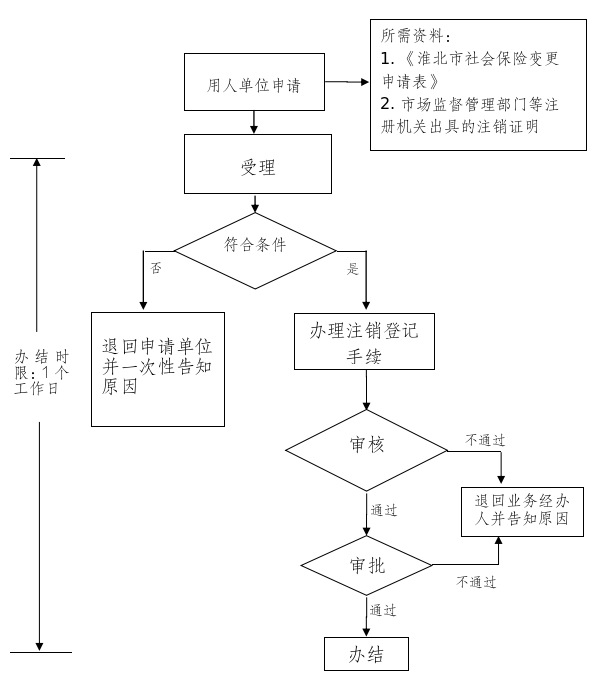 所需资料：
1. 《淮北市社会保险变更
申请表》
2. 市场监督管理部门等注
册机关出具的注销证明
用人单位申请
受理
符合条件
否
是
退回申请单位
并一次性告知
原因
办理注销登记
手续
办 结 时
限：1 个
工作日
审核
不通过
退回业务经办
人并告知原因
通过
审批
不通过
通过
办结